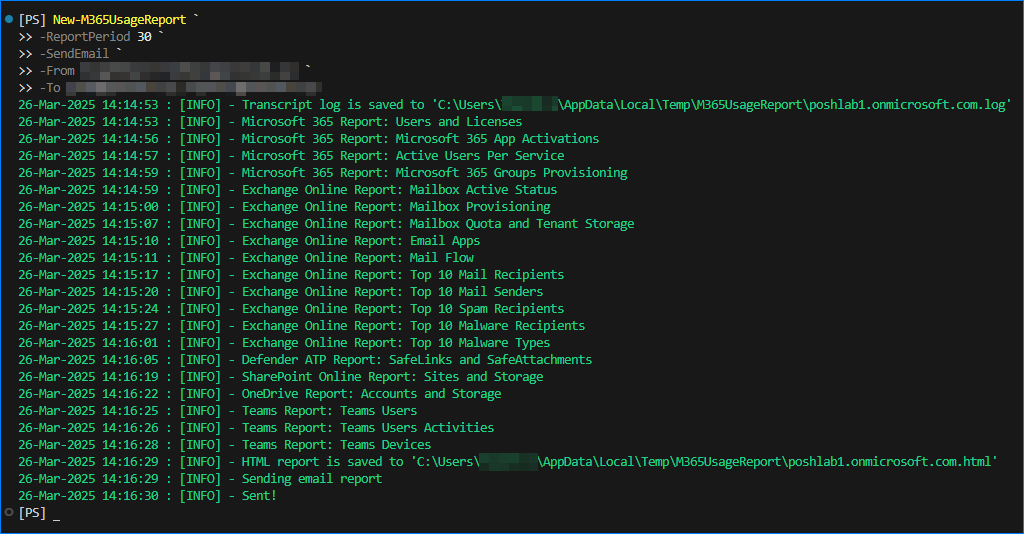 [PS] New-M365UsageReport `
>> -ReportPeriod 30 `
>> -SendEmail `
>> -From `
>> -To
26-Mar-2025 14:14:53 : [INFO] - Transcript log is saved to 'C:\Users\\AppData\Local\Temp\M365UsageReport\poshlab1.onmicrosoft.com.log'
26-Mar-2025 14:14:53 : [INFO] - Microsoft 365 Report: Users and Licenses
26-Mar-2025 14:14:56 : [INFO] - Microsoft 365 Report: Microsoft 365 App Activations
26-Mar-2025 14:14:57 : [INFO] - Microsoft 365 Report: Active Users Per Service
26-Mar-2025 14:14:59 : [INFO] - Microsoft 365 Report: Microsoft 365 Groups Provisioning
26-Mar-2025 14:14:59 : [INFO] - Exchange Online Report: Mailbox Active Status
26-Mar-2025 14:15:00 : [INFO] - Exchange Online Report: Mailbox Provisioning
26-Mar-2025 14:15:07 : [INFO] - Exchange Online Report: Mailbox Quota and Tenant Storage
26-Mar-2025 14:15:10 : [INFO] - Exchange Online Report: Email Apps
26-Mar-2025 14:15:11 : [INFO] - Exchange Online Report: Mail Flow
26-Mar-2025 14:15:17 : [INFO] - Exchange Online Report: Top 10 Mail Recipients
26-Mar-2025 14:15:20 : [INFO] - Exchange Online Report: Top 10 Mail Senders
26-Mar-2025 14:15:24 : [INFO] - Exchange Online Report: Top 10 Spam Recipients
26-Mar-2025 14:15:27 : [INFO] - Exchange Online Report: Top 10 Malware Recipients
26-Mar-2025 14:16:01 : [INFO] - Exchange Online Report: Top 10 Malware Types
26-Mar-2025 14:16:05 : [INFO] - Defender ATP Report: SafeLinks and SafeAttachments
26-Mar-2025 14:16:19 : [INFO] - SharePoint Online Report: Sites and Storage
26-Mar-2025 14:16:22 : [INFO] - OneDrive Report: Accounts and Storage
26-Mar-2025 14:16:25 : [INFO] - Teams Report: Teams Users
26-Mar-2025 14:16:26 : [INFO] - Teams Report: Teams Users Activities
26-Mar-2025 14:16:28 : [INFO] - Teams Report: Teams Devices
26-Mar-2025 14:16:29 : [INFO] - HTML report is saved to 'C:\Users\\AppData\Local\Temp\M365UsageReport\poshlab1.onmicrosoft.com.html'
26-Mar-2025 14:16:29 : [INFO] - Sending email report
26-Mar-2025 14:16:30 : [INFO] - Sent!
[PS] _